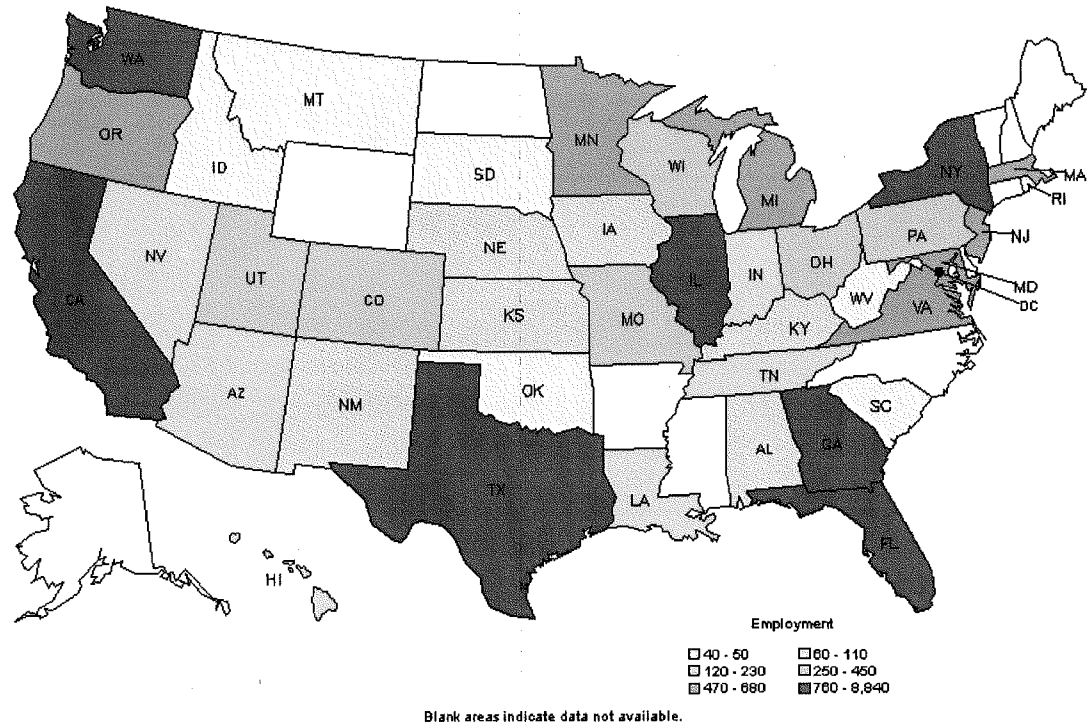 WA
MT
OR
ID
MN
SD
WI
MI
NY
MA
RI
NV
UT
CO
NE
IA
IL
IN
OH
PA
NJ
MD
DC
CA
KS
MO
WV
VA
KY
AZ
NM
OK
TN
SC
TX
LA
AL
GA
FL
HI
Employment
40 - 50 60 - 110
120 - 230 250 - 450
470 - 680 760 - 8,840
Blank areas indicate data not available.